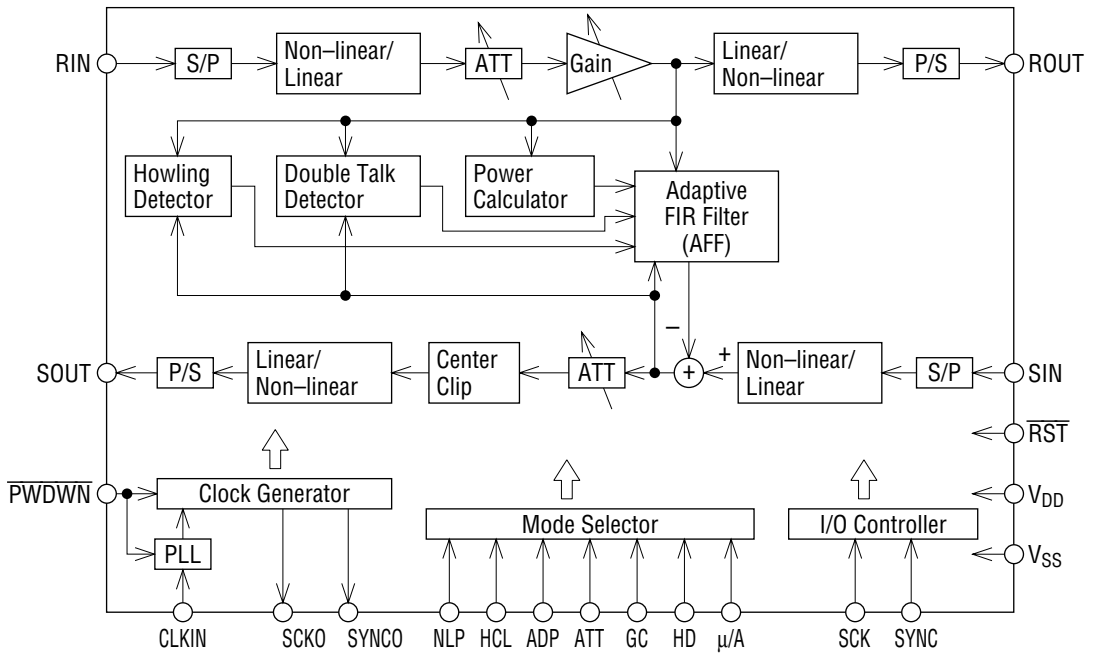 RIN
S/P
Non–linear/
Linear
ATT
Gain
Linear/
Non–linear
P/S
ROUT
Howling
Detector
Double Talk
Detector
Power
Calculator
Adaptive
FIR Filter
(AFF)
–
+
SOUT
P/S
Linear/
Non–linear
Center
Clip
ATT
+
Non–linear/
Linear
S/P
SIN
RST
PWDWN
Clock Generator
VDD
Mode Selector
I/O Controller
PLL
VSS
CLKIN
SCKO
SYNCO
NLP
HCL
ADP
ATT
GC
HD
μ/A
SCK
SYNC